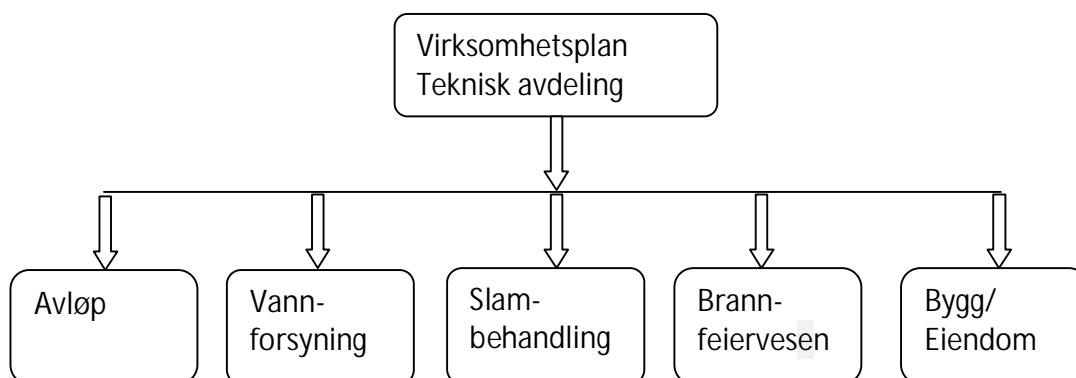 Virksomhetsplan
Teknisk avdeling
Avløp
Vann-
forsyning
Slam-
behandling
Brann-
feiervesen
Bygg/
Eiendom